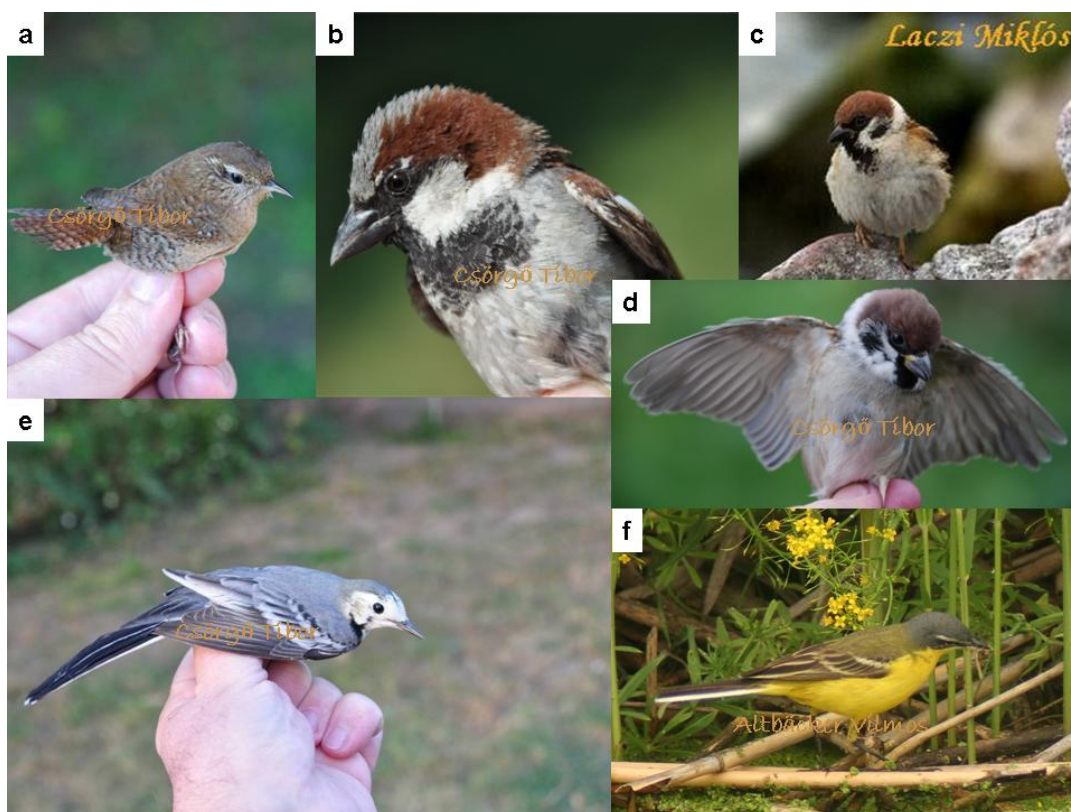 a
b
c
Laczi Miklós
Csörgő Tibor
Csörgő Tibor
d
Csörgő Tibor
e
Csörgő Tibor
f
Altbäcker Vilmos